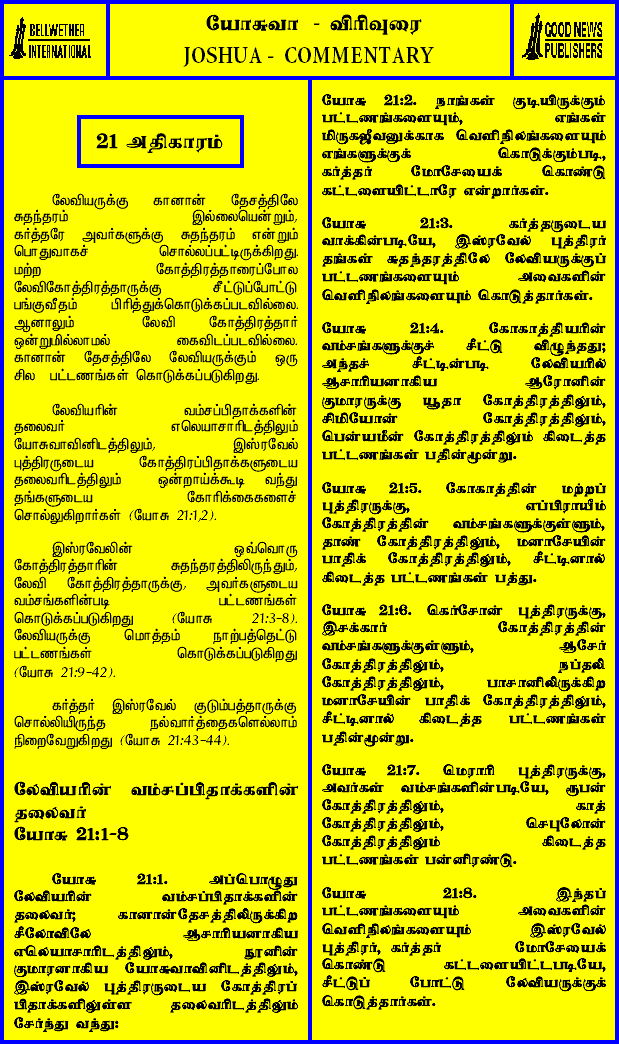 BELLWETHER
INTERNATIONAL
யோசுவா - விரிவுரை
JOSHUA - COMMENTARY
GOOD NEWS
PUBLISHERS
21 அதிகாரம்
லேவியருக்கு கானான் தேசத்திலே
சுதந்தரம் இல்லையென்றும்,
கர்த்தரே அவர்களுக்கு சுதந்தரம் என்றும்
பொதுவாகச் சொல்லப்பட்டிருக்கிறது.
மற்ற கோத்திரத்தாரைப்போல
லேவிகோத்திரத்தாருக்கு சீட்டுப்போட்டு
பங்குவீதம் பிரித்துக்கொடுக்கப்படவில்லை.
ஆனாலும் லேவி கோத்திரத்தார்
ஒன்றுமில்லாமல் கைவிடப்படவில்லை.
கானான் தேசத்திலே லேவியருக்கும் ஒரு
சில பட்டணங்கள் கொடுக்கப்படுகிறது.
லேவியரின் வம்சப்பிதாக்களின்
தலைவர் எலெயாசாரிடத்திலும்
யோசுவாவினிடத்திலும், இஸ்ரவேல்
புத்திரருடைய கோத்திரப்பிதாக்களுடைய
தலைவரிடத்திலும் ஒன்றாய்க்கூடி வந்து
தங்களுடைய கோரிக்கைகளைச்
சொல்லுகிறார்கள் (யோசு 21:1,2).
இஸ்ரவேலின் ஒவ்வொரு
கோத்திரத்தாரின் சுதந்தரத்திலிருந்தும்,
லேவி கோத்திரத்தாருக்கு, அவர்களுடைய
வம்சங்களின்படி பட்டணங்கள்
கொடுக்கப்படுகிறது (யோசு 21:3-8).
லேவியருக்கு மொத்தம் நாற்பத்தெட்டு
பட்டணங்கள் கொடுக்கப்படுகிறது
(யோசு 21:9-42).
கர்த்தர் இஸ்ரவேல் குடும்பத்தாருக்கு
சொல்லியிருந்த நல்வார்த்தைகளெல்லாம்
நிறைவேறுகிறது (யோசு 21:43-44).
லேவியரின் வம்சப்பிதாக்களின்
தலைவர்
யோசு 21:1-8
யோசு 21:1. அப்பொழுது
லேவியரின் வம்சப்பிதாக்களின்
தலைவர்; கானான்தேசத்திலிருக்கிற
சீலோவிலே ஆசாரியனாகிய
எலெயாசாரிடத்திலும், நூனின்
குமாரனாகிய யோசுவாவினிடத்திலும்,
இஸ்ரவேல் புத்திரருடைய கோத்திரப்
பிதாக்களிலுள்ள தலைவரிடத்திலும்
சேர்ந்து வந்து:
யோசு 21:2. நாங்கள் குடியிருக்கும்
பட்டணங்களையும், எங்கள்
மிருகஜீவனுக்காக வெளிநிலங்களையும்
எங்களுக்குக் கொடுக்கும்படி,
கர்த்தர் மோசேயைக் கொண்டு
கட்டளையிட்டாரே என்றார்கள்.
யோசு 21:3. கர்த்தருடைய
வாக்கின்படியே, இஸ்ரவேல் புத்திரர்
தங்கள் சுதந்தரத்திலே லேவியருக்குப்
பட்டணங்களையும் அவைகளின்
வெளிநிலங்களையும் கொடுத்தார்கள்.
யோசு 21:4. கோகாத்தியரின்
வம்சங்களுக்குச் சீட்டு விழுந்தது;
அந்தச் சீட்டின்படி லேவியரில்
ஆசாரியனாகிய ஆரோனின்
குமாரருக்கு யூதா கோத்திரத்திலும்,
சிமியோன் கோத்திரத்திலும்,
பென்யமீன் கோத்திரத்திலும் கிடைத்த
பட்டணங்கள் பதின்மூன்று.
யோசு 21:5. கோகாத்தின் மற்றப்
புத்திரருக்கு, எப்பிராயீம்
கோத்திரத்தின் வம்சங்களுக்குள்ளும்,
தாண் கோத்திரத்திலும், மனாசேயின்
பாதிக் கோத்திரத்திலும், சீட்டினால்
கிடைத்த பட்டணங்கள் பத்து.
யோசு 21:6. கெர்சோன் புத்திரருக்கு,
இசக்கார் கோத்திரத்தின்
வம்சங்களுக்குள்ளும், ஆசேர்
கோத்திரத்திலும், நப்தலி
கோத்திரத்திலும், பாசானிலிருக்கிற
மனாசேயின் பாதிக் கோத்திரத்திலும்,
சீட்டினால் கிடைத்த பட்டணங்கள்
பதின்மூன்று.
யோசு 21:7. மெராரி புத்திரருக்கு,
அவர்கள் வம்சங்களின்படியே, ரூபன்
கோத்திரத்திலும், காத்
கோத்திரத்திலும், செபுலோன்
கோத்திரத்திலும் கிடைத்த
பட்டணங்கள் பன்னிரண்டு.
யோசு 21:8. இந்தப்
பட்டணங்களையும் அவைகளின்
வெளிநிலங்களையும் இஸ்ரவேல்
புத்திரர், கர்த்தர் மோசேயைக்
கொண்டு கட்டளையிட்டபடியே,
சீட்டுப் போட்டு லேவியருக்குக்
கொடுத்தார்கள்.